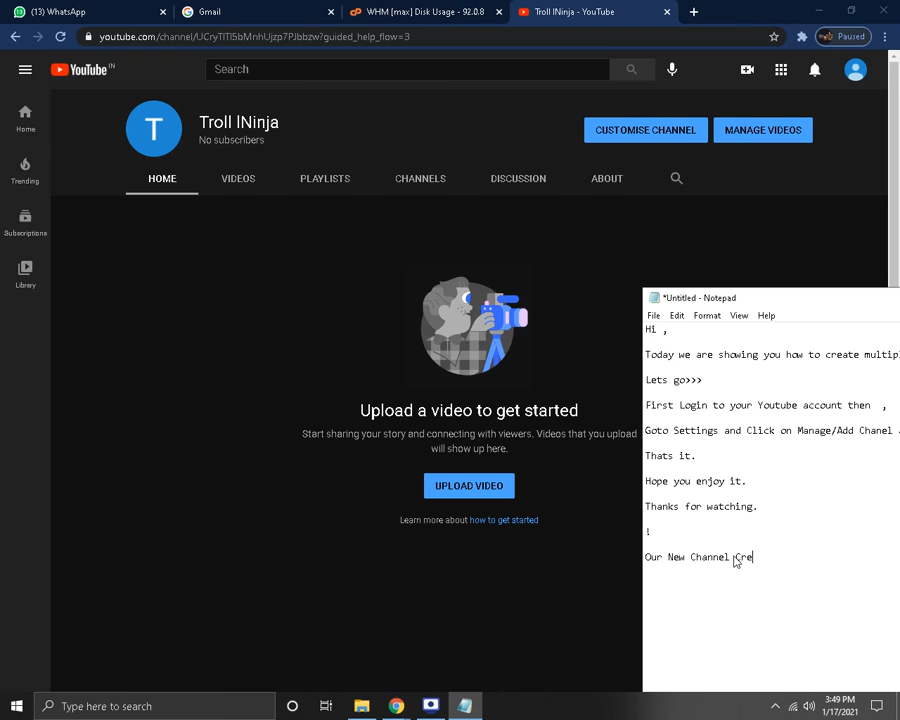 (13) WhatsApp
Gmail
WHM [max] Disk Usage - 92.0.8
Troll lNinja - YouTube
youtube.com/channel/UCryTlTl5bMnhUjzp7PJbbzw?guided_help_flow=3
Paused
YouTube IN
Search
Home
Trending
Subscriptions
Library
T
Troll lNinja
No subscribers
CUSTOMISE CHANNEL
MANAGE VIDEOS
HOME VIDEOS PLAYLISTS CHANNELS DISCUSSION ABOUT
Upload a video to get started
Start sharing your story and connecting with viewers. Videos that you upload
will show up here.
UPLOAD VIDEO
Learn more about how to get started
*Untitled - Notepad
File Edit Format View Help
Hi ,
Today we are showing you how to create
Lets go>>>
First Login to your Youtube account then ,
Goto Settings and Click on Manage/Add Chanel
Thats it.
Hope you enjoy it.
Thanks for watching.
!
Our New Channel Cre
Type here to search
3:49 PM
1/17/2021